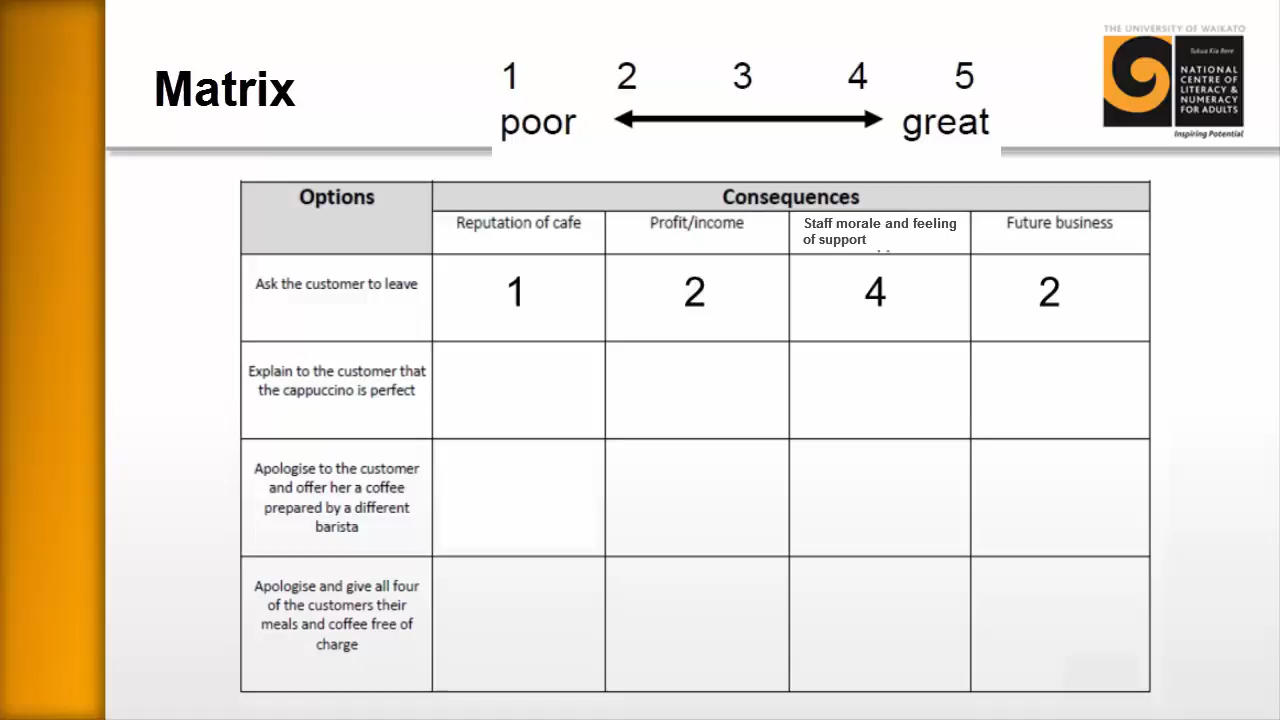 THE UNIVERSITY OF WAIKATO
Tukua Kia Rere
NATIONAL
CENTRE OF
LITERACY &
NUMERACY
FOR ADULTS
Inspiring Potential
Matrix
1 2 3 4 5
poor great
Options
Consequences
Reputation of cafe
Profit/income
Staff morale and feeling
of support
Future business
Ask the customer to leave
1
2
4
2
Explain to the customer that
the cappuccino is perfect
Apologise to the customer
and offer her a coffee
prepared by a different
barista
Apologise and give all four
of the customers their
meals and coffee free of
charge